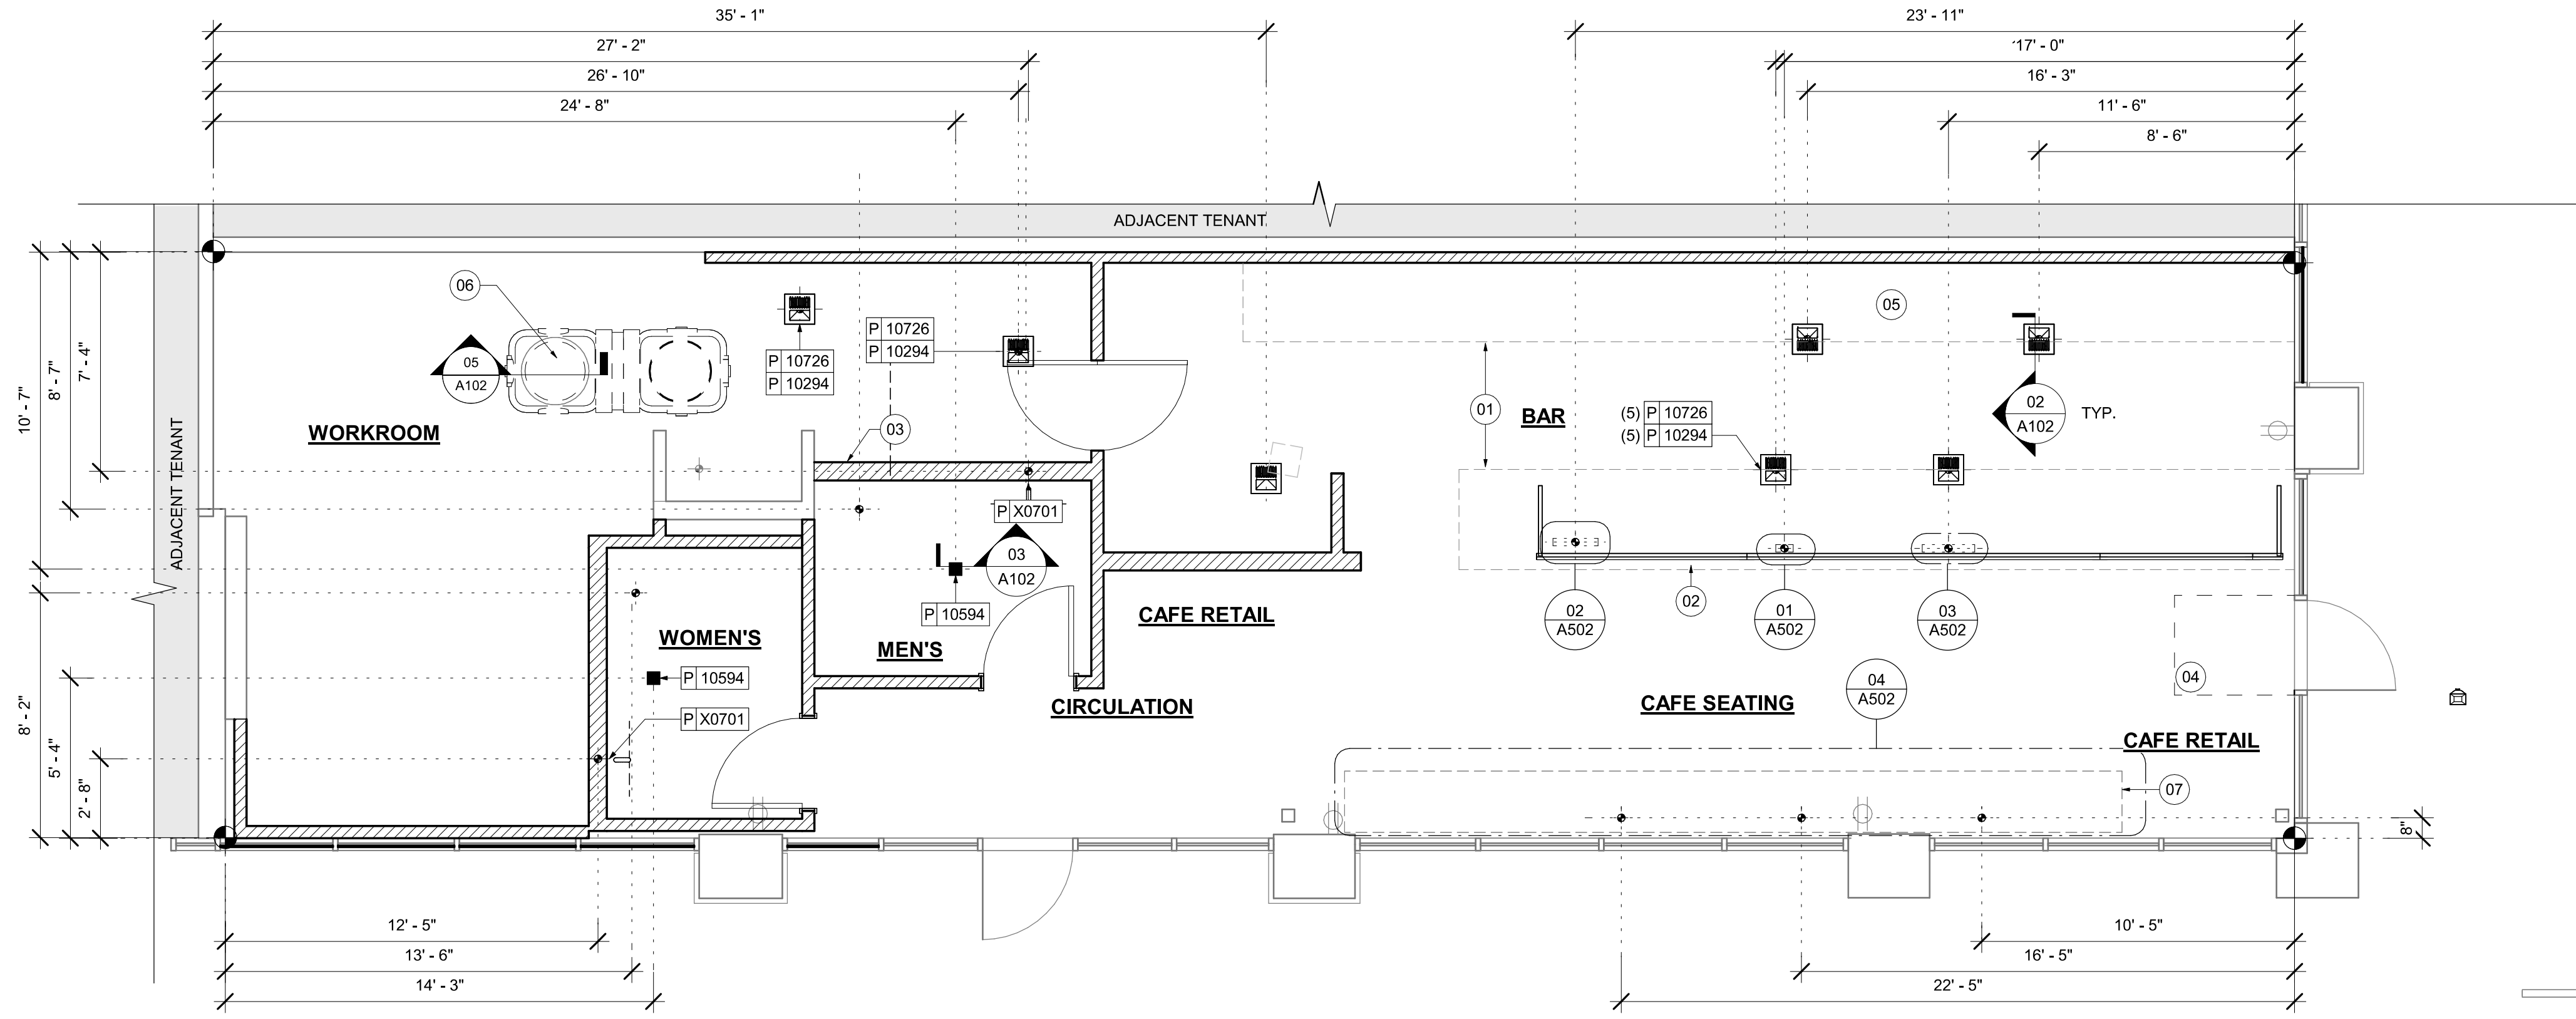 35' - 1"
23' - 11"
27' - 2"
17' - 0"
26' - 10"
16' - 3"
24' - 8"
11' - 6"
8' - 6"
ADJACENT TENANT
10' - 7"
8' - 7"
7' - 4"
ADJACENT TENANT
06
05
A102
WORKROOM
P 10726
P 10294
P 10726
P 10294
03
05
01
BAR
(5) P 10726
(5) P 10294
02
A102
TYP.
P X0701
03
A102
P 10594
MEN'S
WOMEN'S
P 10594
P X0701
CAFE RETAIL
CIRCULATION
02
A502
02
01
A502
03
A502
04
A502
CAFE SEATING
04
CAFE RETAIL
07
8' - 2"
5' - 4"
2' - 8"
8"
12' - 5"
13' - 6"
14' - 3"
10' - 5"
16' - 5"
22' - 5"